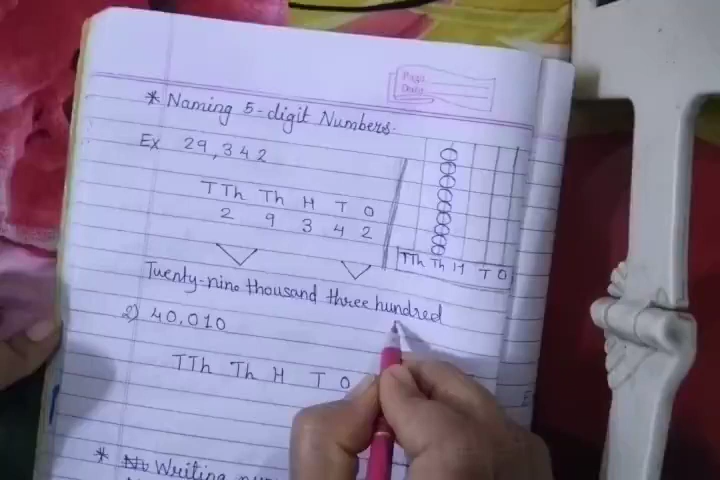 Page
Date
* Naming 5-digit Numbers.
Ex 29,342
TTh Th H T O
2 9 3 4 2
TTh Th H T O
Twenty-nine thousand three hundred
2) 40,010
TTh Th H T O
* Writing